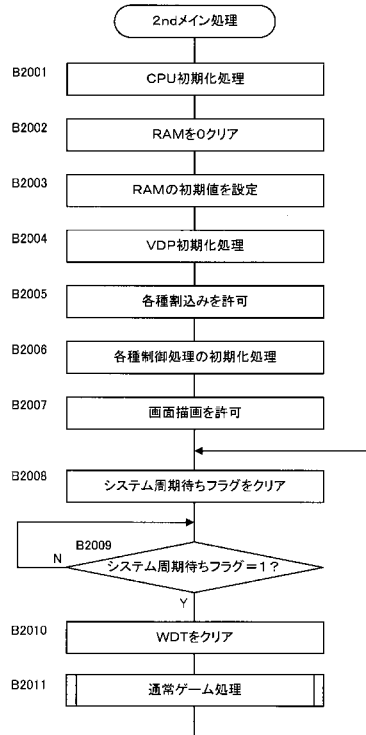 2ndメイン処理
B2001
CPU初期化処理
B2002
RAMを0クリア
B2003
RAMの初期値を設定
B2004
VDP初期化処理
B2005
各種割込みを許可
B2006
各種制御処理の初期化処理
B2007
画面描画を許可
B2008
システム周期待ちフラグをクリア
B2009
システム周期待ちフラグ=1?
N
Y
B2010
WDTをクリア
B2011
通常ゲーム処理